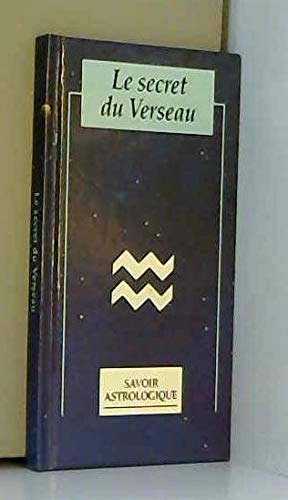 Le secret
du Verseau
SAVOIR
ASTROLOGIQUE
Le secret du Verseau